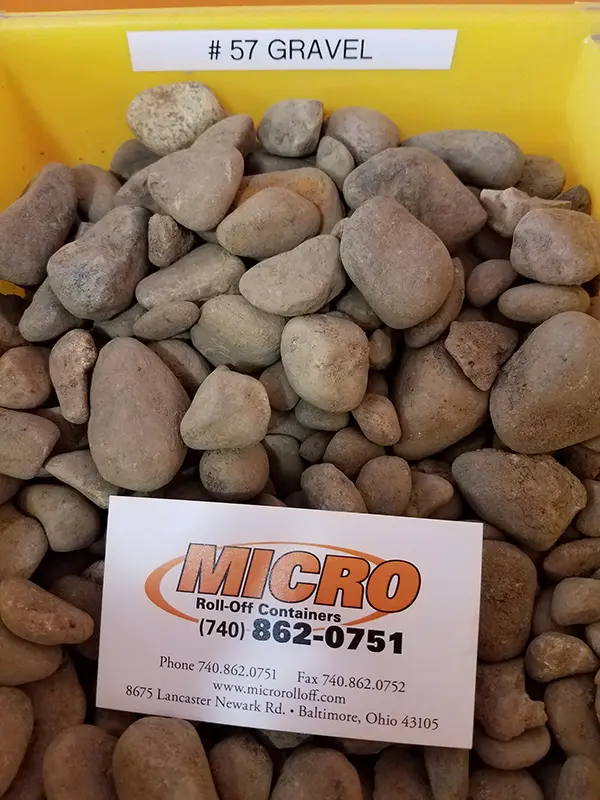 # 57 GRAVEL
MICRO
Roll-Off Containers
(740) 862-0751
Phone 740.862.0751 Fax 740.862.0752
www.microrolloff.com
8675 Lancaster Newark Rd. • Baltimore, Ohio 43105